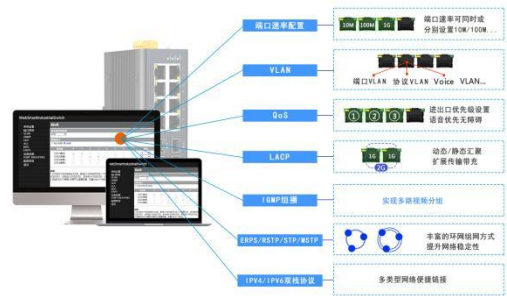 端口速率配置
10M 100M 1G
端口速率可同时或
分别设置10M/100M...
VLAN
端口VLAN 协议VLAN Voice VLAN...
QoS
① ② ③
进出口优先级设置
语音优先无障碍
LACP
1G 1G
2G
动态/静态汇聚
扩展传输带充
IGMP组播
实现多路视频分组
ERPS/RSTP/STP/MSTP
丰富的环网组网方式
提升网络稳定性
IPV4/IPV6双栈协议
多类型网络便捷链接